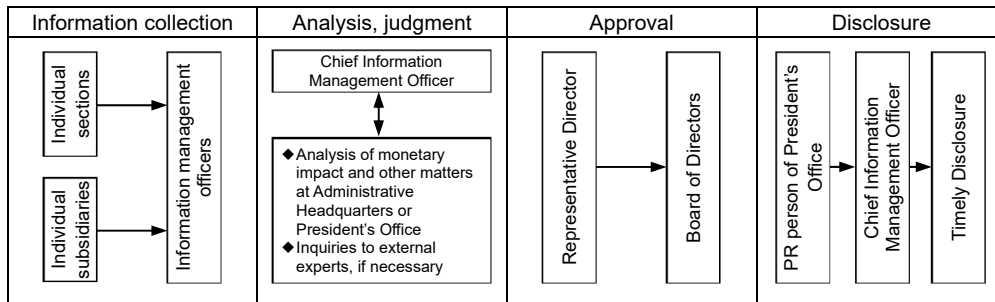 Information collection
Individual
sections
Individual
subsidiaries
Information management
officers
Analysis, judgment
Chief Information
Management Officer
◆Analysis of monetary
impact and other matters
at Administrative
Headquarters or
President's Office
◆Inquiries to external
experts, if necessary
Approval
Representative Director
Board of Directors
Disclosure
PR person of President's
Office
Chief Information
Management Officer
Timely Disclosure